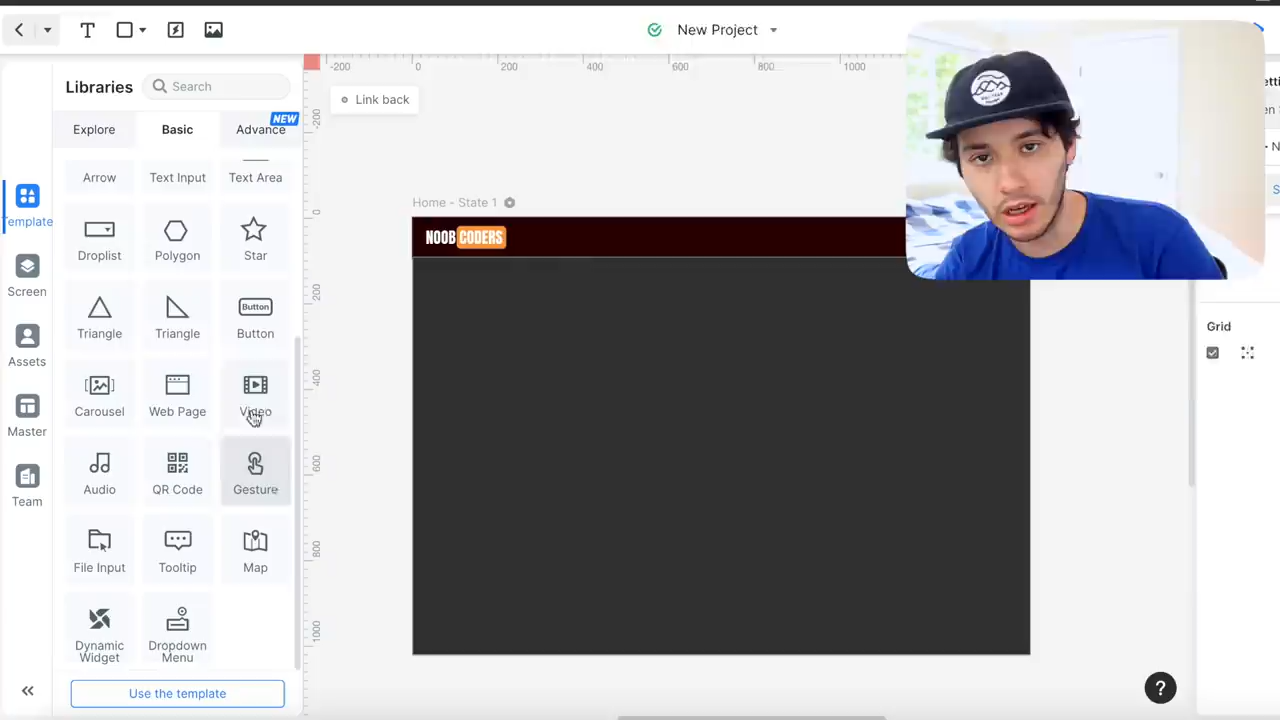 T
New Project
Libraries
Search
Explore
Basic
NEW
Advance
Arrow
Text Input
Text Area
Droplist
Polygon
Star
Triangle
Triangle
Button
Button
Carousel
Web Page
Video
Audio
QR Code
Gesture
File Input
Tooltip
Map
Dynamic
Widget
Dropdown
Menu
Use the template
Template
Screen
Assets
Master
Team
-200
0
200
400
600
800
1000
-200
0
200
400
600
800
1000
Link back
Home - State 1
NOOB CODERS
Grid
?